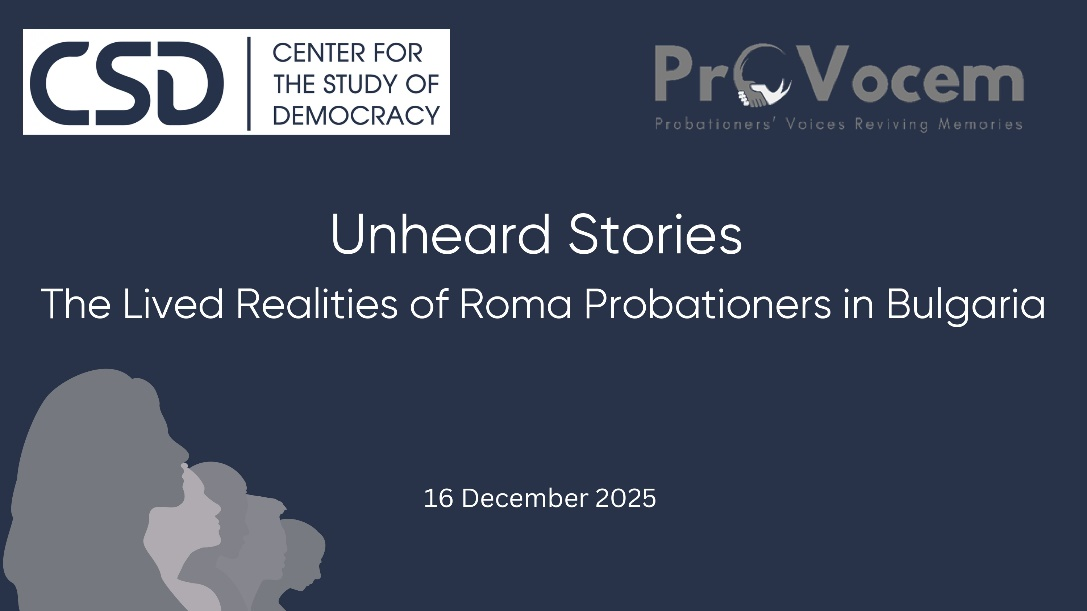 CSD
CENTER FOR
THE STUDY OF
DEMOCRACY
ProVocem
Probationers' Voices Reviving Memories
Unheard Stories
The Lived Realities of Roma Probationers in Bulgaria
16 December 2025